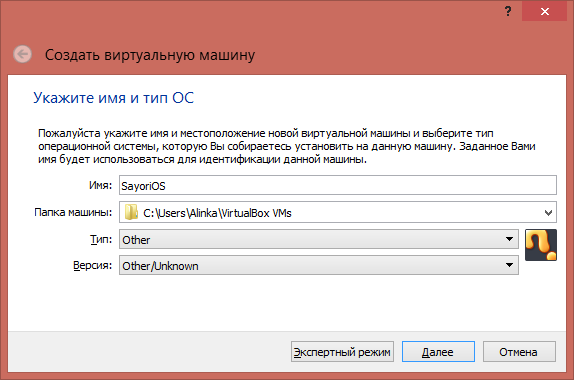 Создать виртуальную машину
Укажите имя и тип ОС
Пожалуйста укажите имя и местоположение новой виртуальной машины и выберите тип
операционной системы, которую Вы собираетесь установить на данную машину. Заданное Вами
имя будет использоваться для идентификации данной машины.
Имя: SayoriOS
Папка машины: C:\Users\Alinka\VirtualBox VMs
Тип: Other
Версия: Other/Unknown
Экспертный режим Далее Отмена